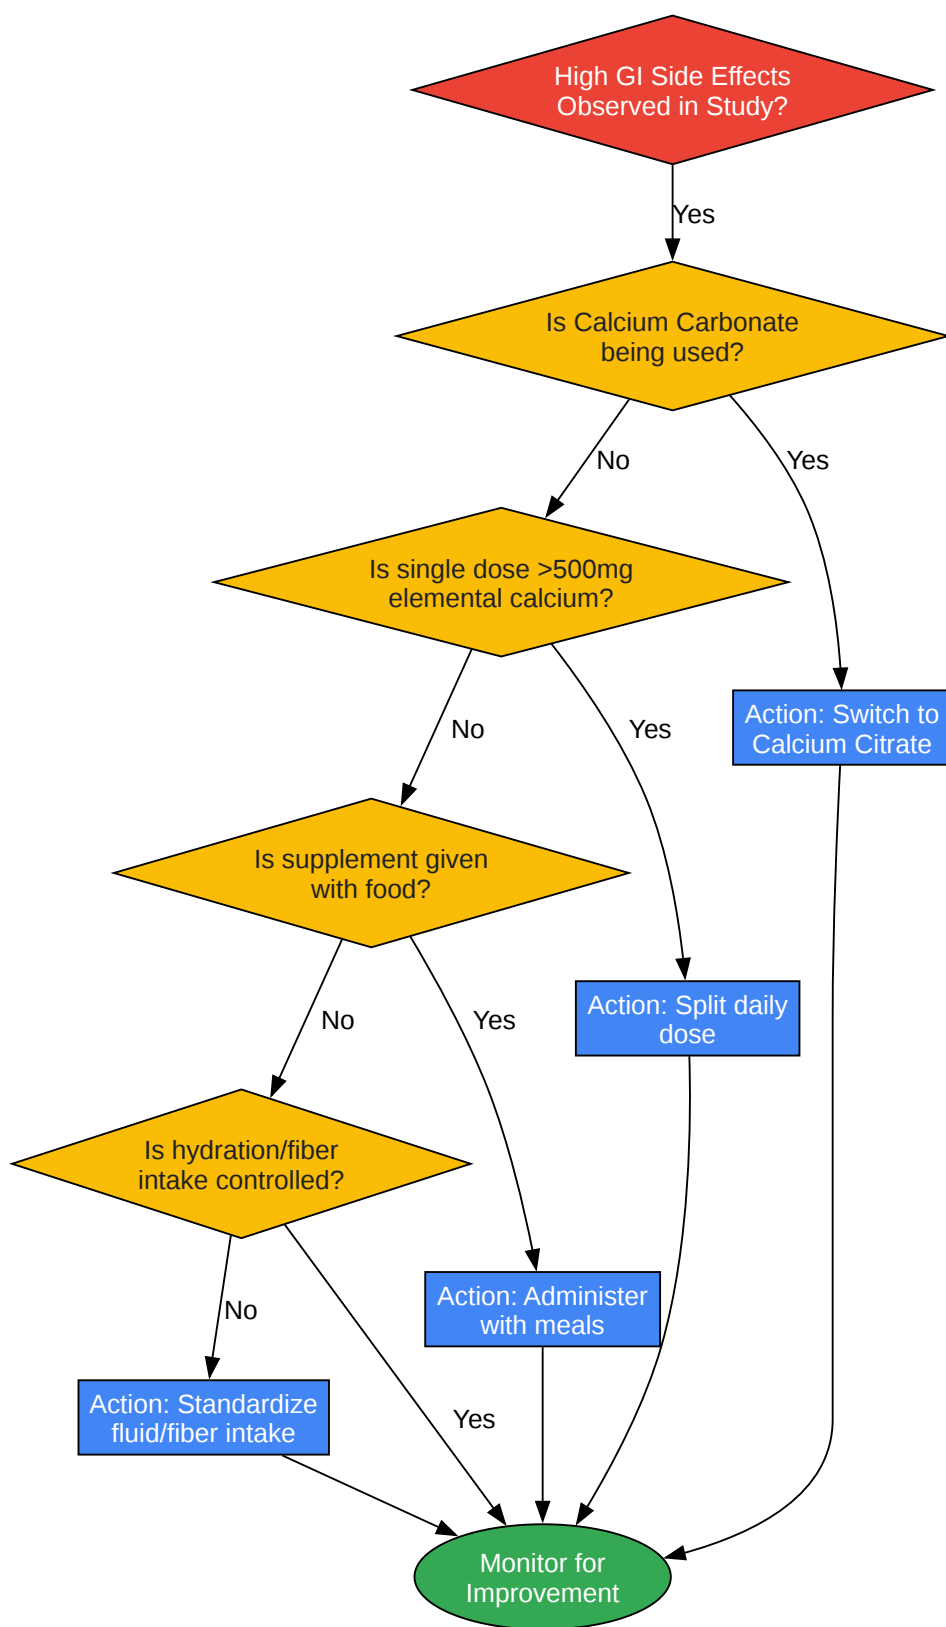 High GI Side Effects
Observed in Study?
Yes
Is Calcium Carbonate
being used?
No
Yes
Is single dose >500mg
elemental calcium?
No
Yes
Action: Switch to
Calcium Citrate
Is supplement given
with food?
No
Yes
Action: Split daily
dose
Is hydration/fiber
intake controlled?
No
Yes
Action: Administer
with meals
Action: Standardize
fluid/fiber intake
Monitor for
Improvement